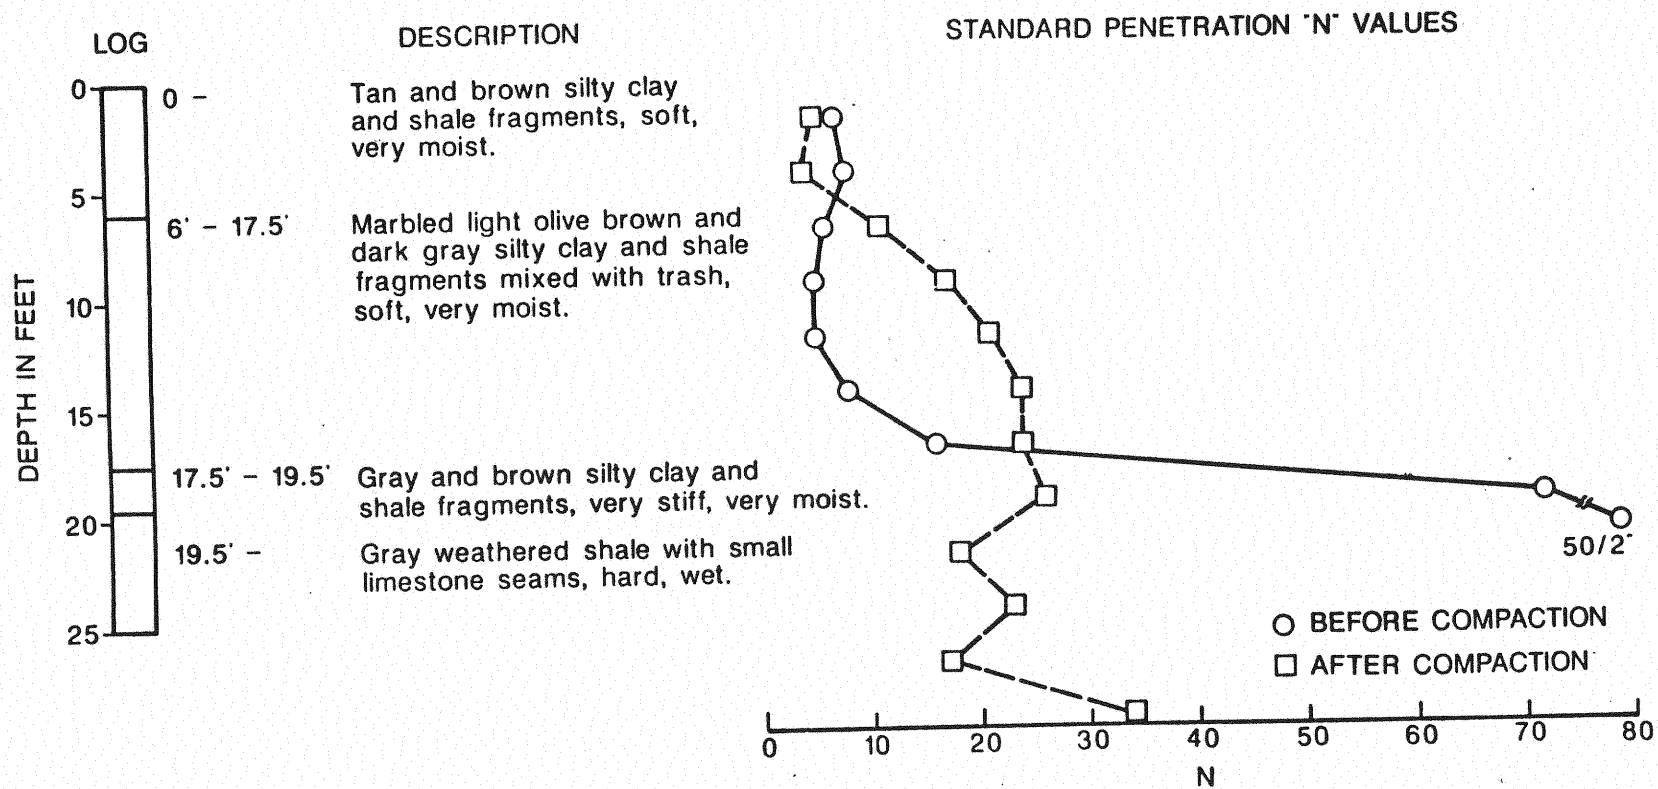 LOG
DESCRIPTION
STANDARD PENETRATION "N" VALUES
DEPTH IN FEET
0
5
10
15
20
25
0 -
Tan and brown silty clay
and shale fragments, soft,
very moist.
6' - 17.5'
Marbled light olive brown and
dark gray silty clay and shale
fragments mixed with trash,
soft, very moist.
17.5' - 19.5'
Gray and brown silty clay and
shale fragments, very stiff, very moist.
19.5' -
Gray weathered shale with small
limestone seams, hard, wet.
50/2"
BEFORE COMPACTION
AFTER COMPACTION
0 10 20 30 40 50 60 70 80
N